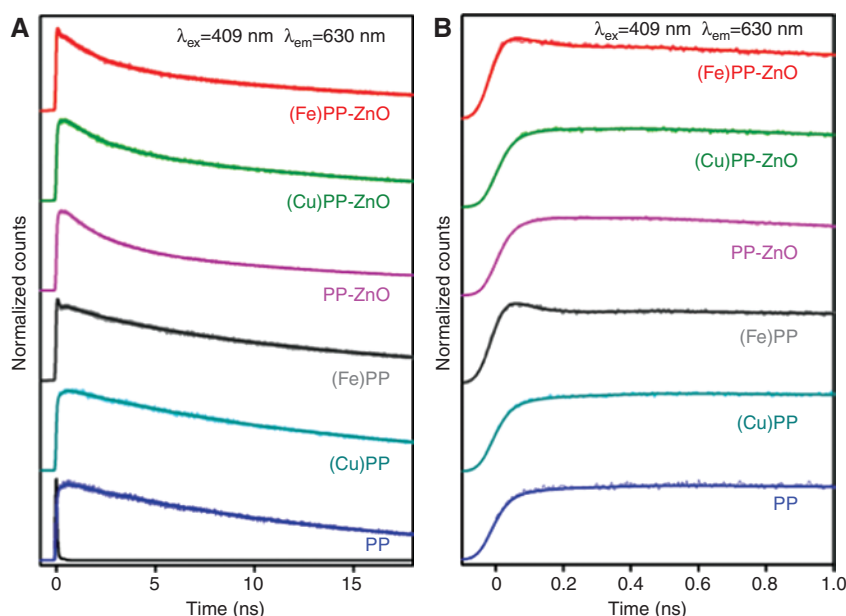 A
λex=409 nm λem=630 nm
(Fe)PP-ZnO
(Cu)PP-ZnO
PP-ZnO
(Fe)PP
(Cu)PP
PP
Normalized counts
0 5 10 15
Time (ns)
B
λex=409 nm λem=630 nm
(Fe)PP-ZnO
(Cu)PP-ZnO
PP-ZnO
(Fe)PP
(Cu)PP
PP
Normalized counts
0 0.2 0.4 0.6 0.8 1.0
Time (ns)